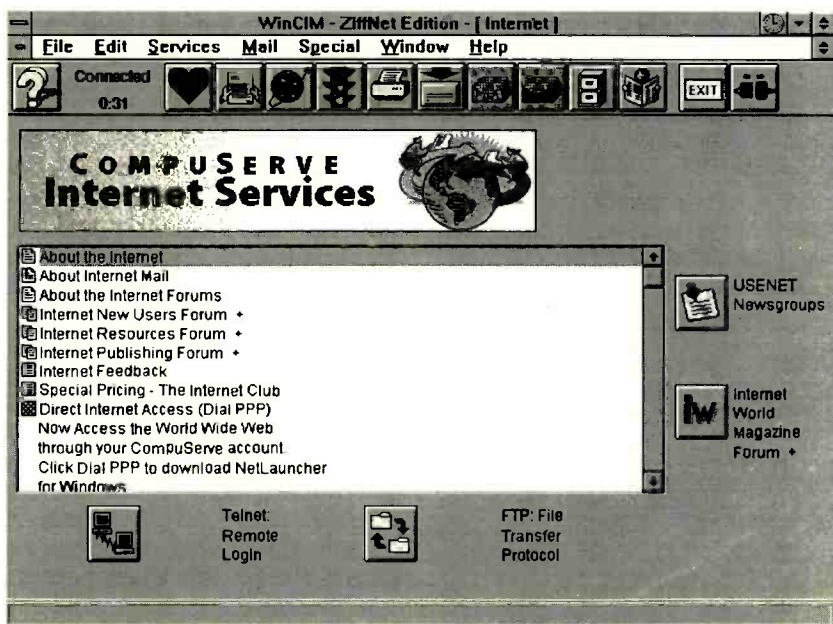 WinCIM - ZiffNet Edition - [ Internet ]
File Edit Services Mail Special Window Help
Connected
0:31
EXIT
COMPUSERVE
Internet Services
About the Internet
About Internet Mail
About the Internet Forums
Internet New Users Forum +
Internet Resources Forum +
Internet Publishing Forum +
Internet Feedback
Special Pricing - The Internet Club
Direct Internet Access (Dial PPP)
Now Access the World Wide Web
through your CompuServe account.
Click Dial PPP to download NetLauncher
for Windows
USENET
Newsgroups
Iw
Internet
World
Magazine
Forum +
Telnet:
Remote
Login
FTP: File
Transfer
Protocol